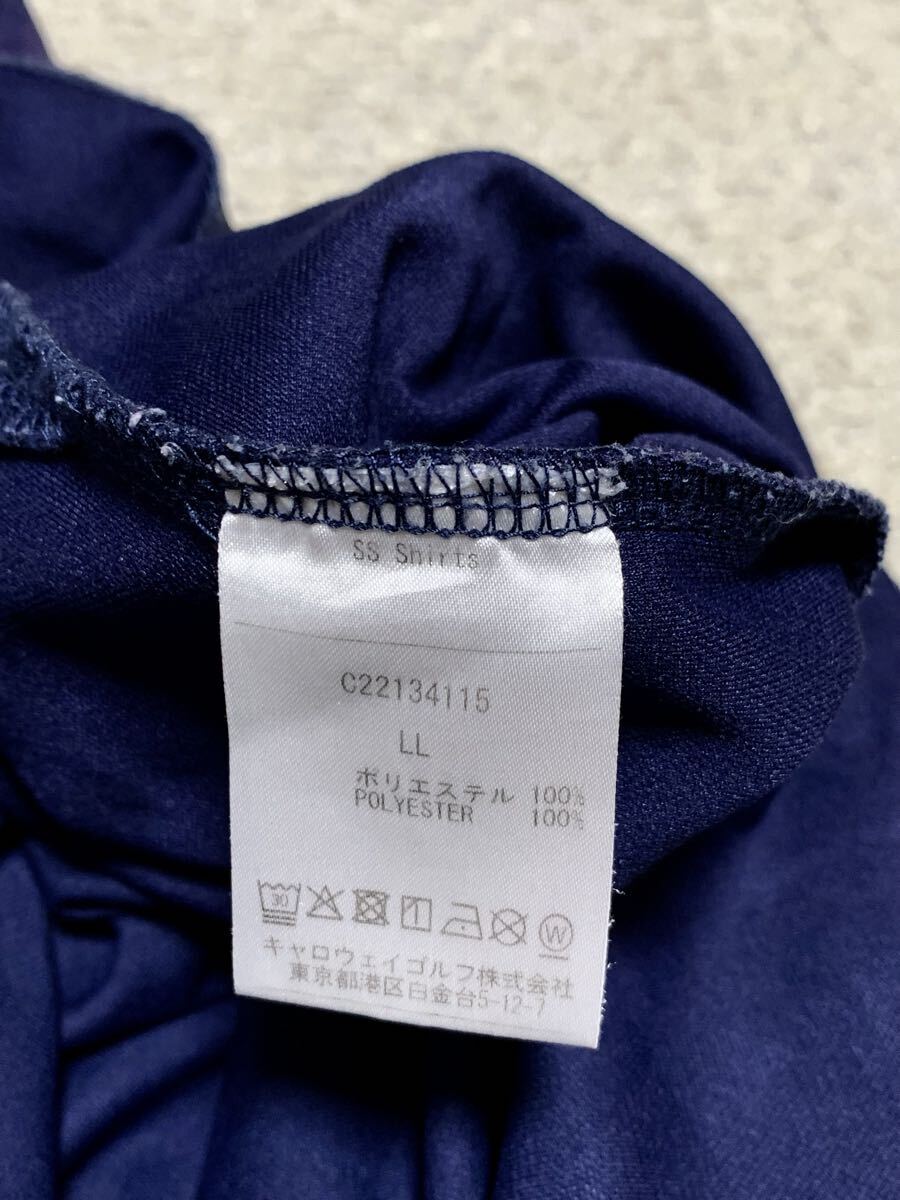 SS Shirts
C22134115
LL
ポリエステル 100%
POLYESTER 100%
30 W
キャロウェイゴルフ株式会社
東京都港区白金台5-12-7